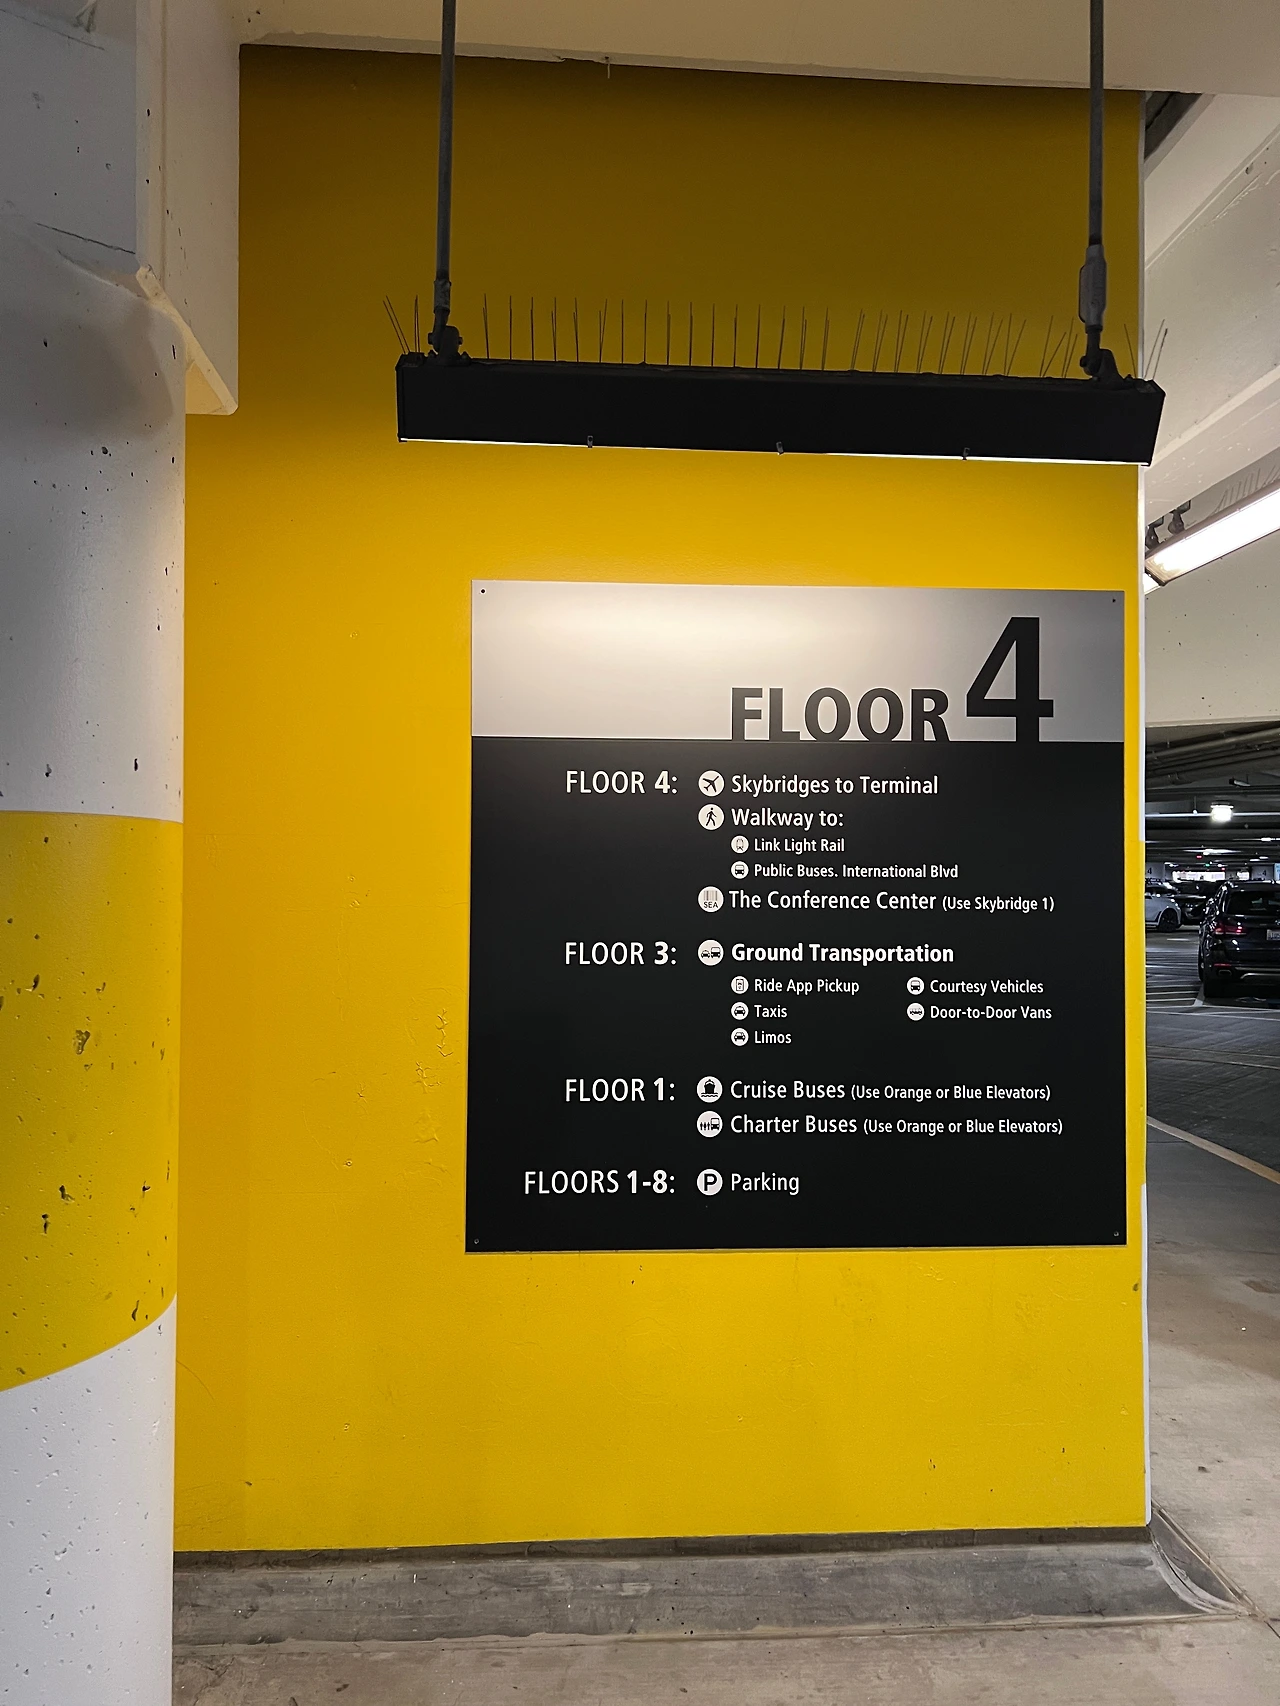 FLOOR 4
FLOOR 4: Skybridges to Terminal
Walkway to:
Link Light Rail
Public Buses. International Blvd
SEA The Conference Center (Use Skybridge 1)
FLOOR 3: Ground Transportation
Ride App Pickup Courtesy Vehicles
Taxis Door-to-Door Vans
Limos
FLOOR 1: Cruise Buses (Use Orange or Blue Elevators)
Charter Buses (Use Orange or Blue Elevators)
FLOORS 1-8: P Parking